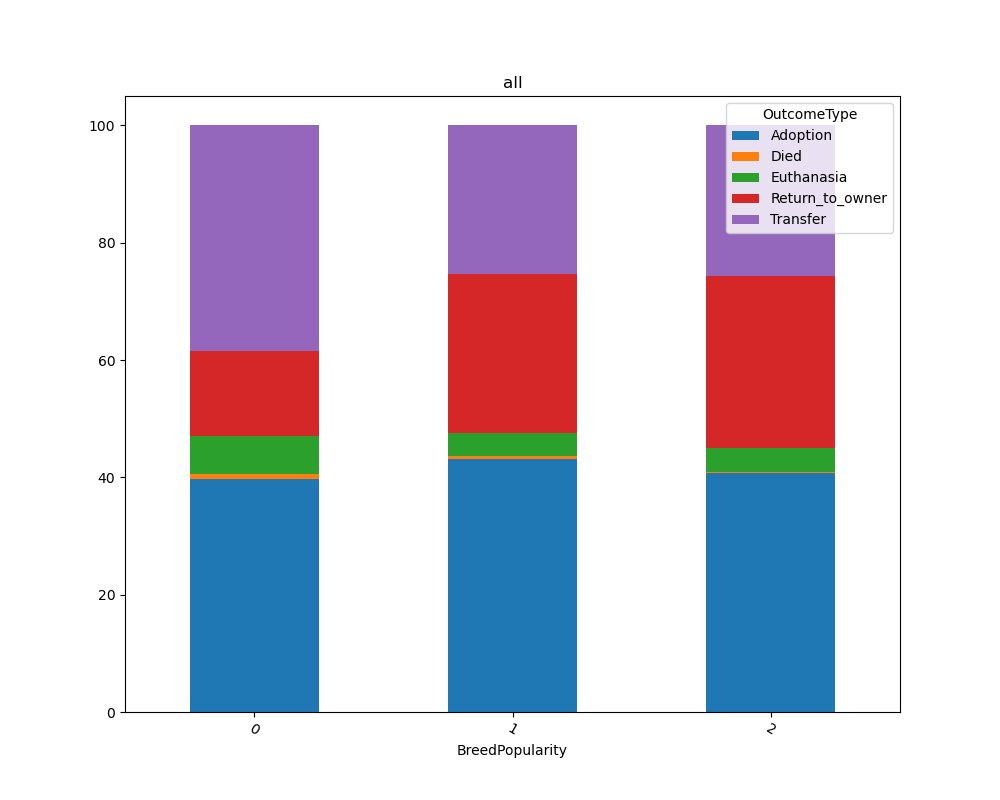 all
OutcomeType
Adoption
Died
Euthanasia
Return_to_owner
Transfer
100
80
60
40
20
0
0 1 2
BreedPopularity